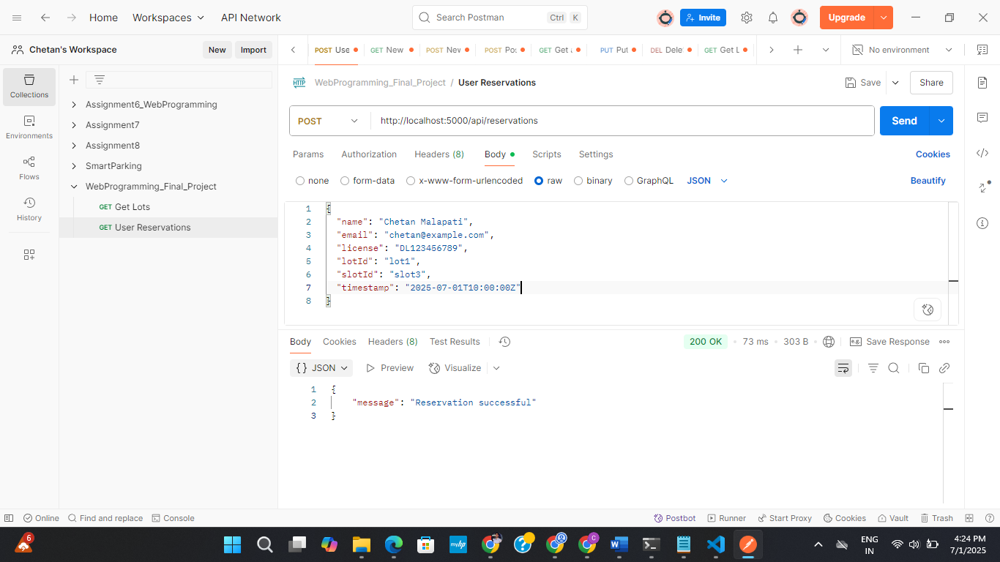 Home Workspaces API Network Search Postman Ctrl K Invite Upgrade
Chetan's Workspace New Import POST Use GET New POST Nev POST Po: GET Get PUT Put DEL Dele GET Get L No environment
Collections
Environments
Flows
History
Assignment6_WebProgramming
Assignment7
Assignment8
SmartParking
WebProgramming_Final_Project
GET Get Lots
GET User Reservations
HTTP WebProgramming_Final_Project / User Reservations Save Share
POST http://localhost:5000/api/reservations Send
Params Authorization Headers (8) Body Scripts Settings Cookies
none form-data x-www-form-urlencoded raw binary GraphQL JSON Beautify
1 {
2 "name": "Chetan Malapati",
3 "email": "chetan@example.com",
4 "license": "DL123456789",
5 "lotId": "lot1",
6 "slotId": "slot3",
7 "timestamp": "2025-07-01T10:00:00Z"
8 }
Body Cookies Headers (8) Test Results 200 OK 73 ms 303 B e.g. Save Response
{} JSON Preview Visualize
1 {
2 "message": "Reservation successful"
3 }
Online Find and replace Console Postbot Runner Start Proxy Cookies Vault Trash
6 myhp C W ENG IN 4:24 PM 7/1/2025